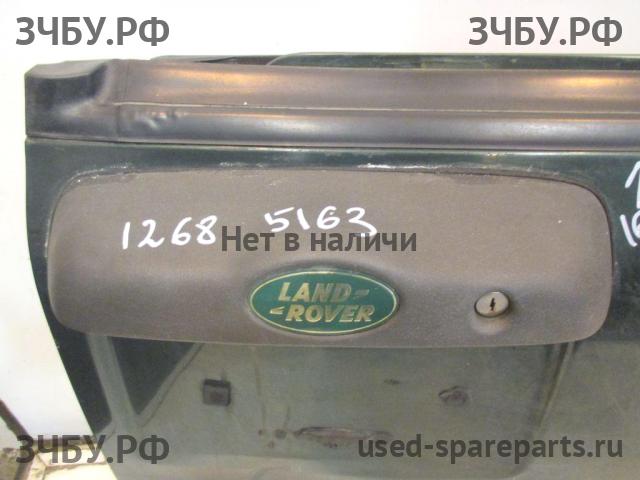 ЗЧБУ.РФ ЗЧБУ.РФ
1268 5163
Нет в наличи
LAND
ROVER
ЗЧБУ.РФ used-spareparts.ru